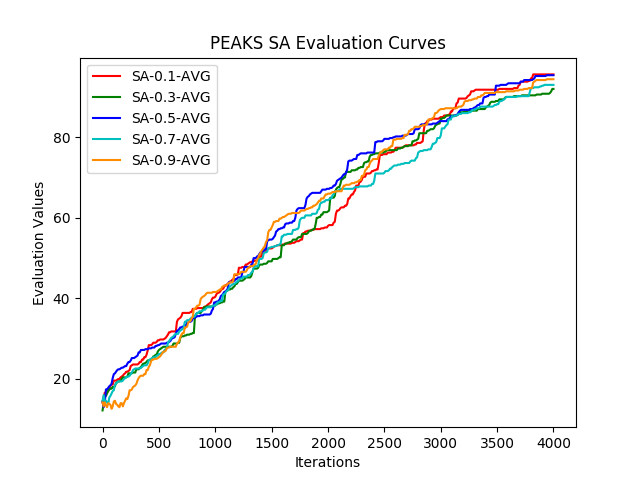 PEAKS SA Evaluation Curves
SA-0.1-AVG
SA-0.3-AVG
SA-0.5-AVG
SA-0.7-AVG
SA-0.9-AVG
Evaluation Values
80
60
40
20
0 500 1000 1500 2000 2500 3000 3500 4000
Iterations